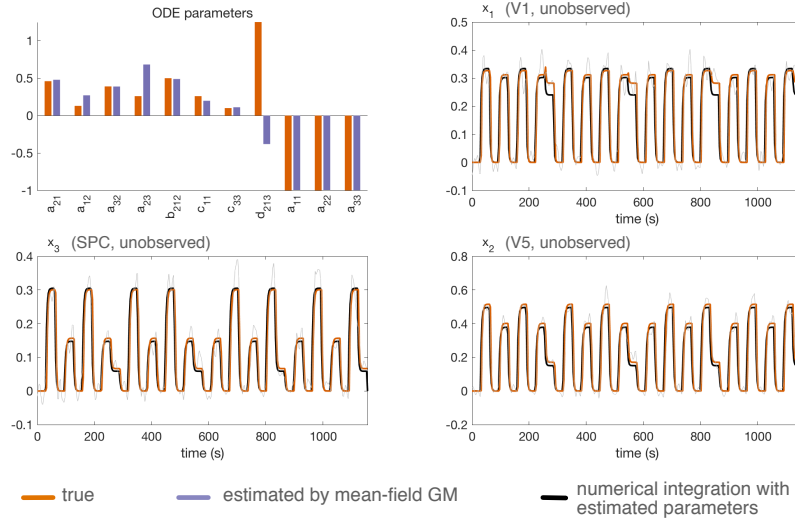 ODE parameters
1
0.5
0
-0.5
-1
a21 a12 a32 a23 b212 c11 c33 d213 a11 a22 a33
x1 (V1, unobserved)
0.5
0.4
0.3
0.2
0.1
0
-0.1
0 200 400 600 800 1000
time (s)
x3 (SPC, unobserved)
0.4
0.3
0.2
0.1
0
-0.1
0 200 400 600 800 1000
time (s)
x2 (V5, unobserved)
0.8
0.6
0.4
0.2
0
-0.2
0 200 400 600 800 1000
time (s)
true
estimated by mean-field GM
numerical integration with
estimated parameters